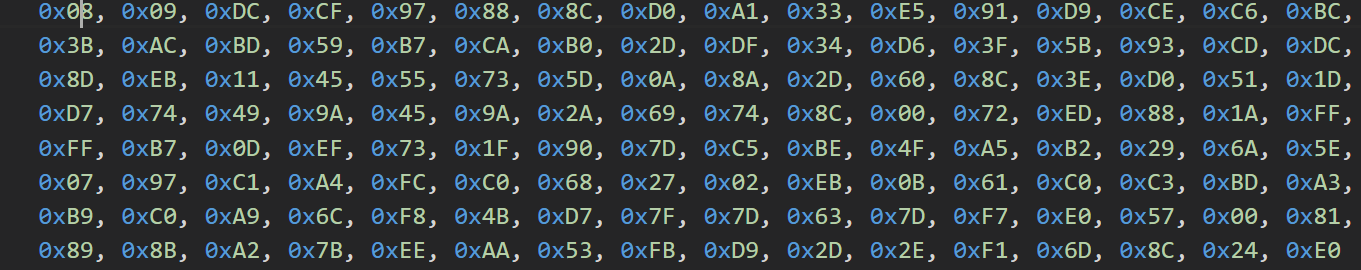 0x08, 0x09, 0xDC, 0xCF, 0x97, 0x88, 0x8C, 0xD0, 0xA1, 0x33, 0xE5, 0x91, 0xD9, 0xCE, 0xC6, 0xBC,
0x3B, 0xAC, 0xBD, 0x59, 0xB7, 0xCA, 0xB0, 0x2D, 0xDF, 0x34, 0xD6, 0x3F, 0x5B, 0x93, 0xCD, 0xDC,
0x8D, 0xEB, 0x11, 0x45, 0x55, 0x73, 0x5D, 0x0A, 0x8A, 0x2D, 0x60, 0x8C, 0x3E, 0xD0, 0x51, 0x1D,
0xD7, 0x74, 0x49, 0x9A, 0x45, 0x9A, 0x2A, 0x69, 0x74, 0x8C, 0x00, 0x72, 0xED, 0x88, 0x1A, 0xFF,
0xFF, 0xB7, 0x0D, 0xEF, 0x73, 0x1F, 0x90, 0x7D, 0xC5, 0xBE, 0x4F, 0xA5, 0xB2, 0x29, 0x6A, 0x5E,
0x07, 0x97, 0xC1, 0xA4, 0xFC, 0xC0, 0x68, 0x27, 0x02, 0xEB, 0x0B, 0x61, 0xC0, 0xC3, 0xBD, 0xA3,
0xB9, 0xC0, 0xA9, 0x6C, 0xF8, 0x4B, 0xD7, 0x7F, 0x7D, 0x63, 0x7D, 0xF7, 0xE0, 0x57, 0x00, 0x81,
0x89, 0x8B, 0xA2, 0x7B, 0xEE, 0xAA, 0x53, 0xFB, 0xD9, 0x2D, 0x2E, 0xF1, 0x6D, 0x8C, 0x24, 0xE0